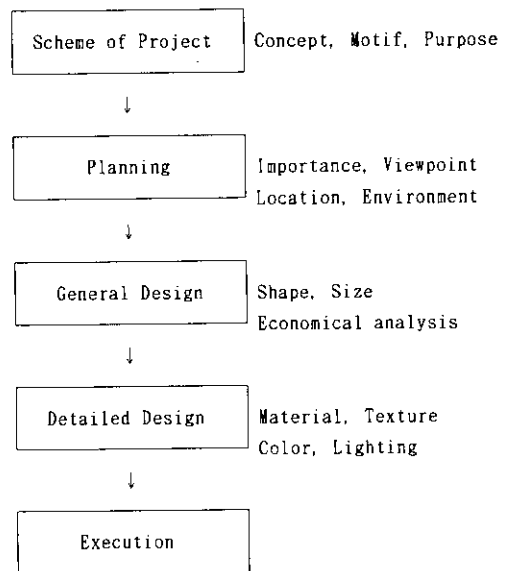 Scheme of Project
Concept, Motif, Purpose
↓
Planning
Importance, Viewpoint
Location, Environment
↓
General Design
Shape, Size
Economical analysis
↓
Detailed Design
Material, Texture
Color, Lighting
↓
Execution